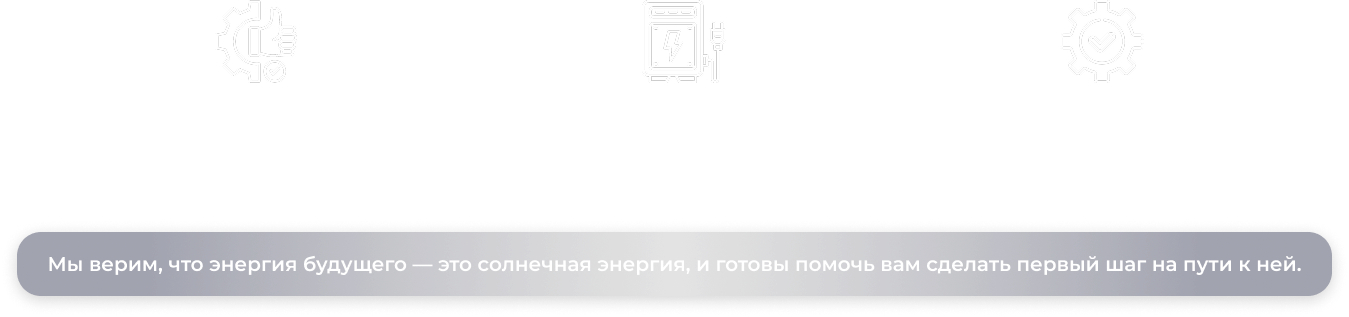 Мы верим, что энергия будущего — это солнечная энергия, и готовы помочь вам сделать первый шаг на пути к ней.